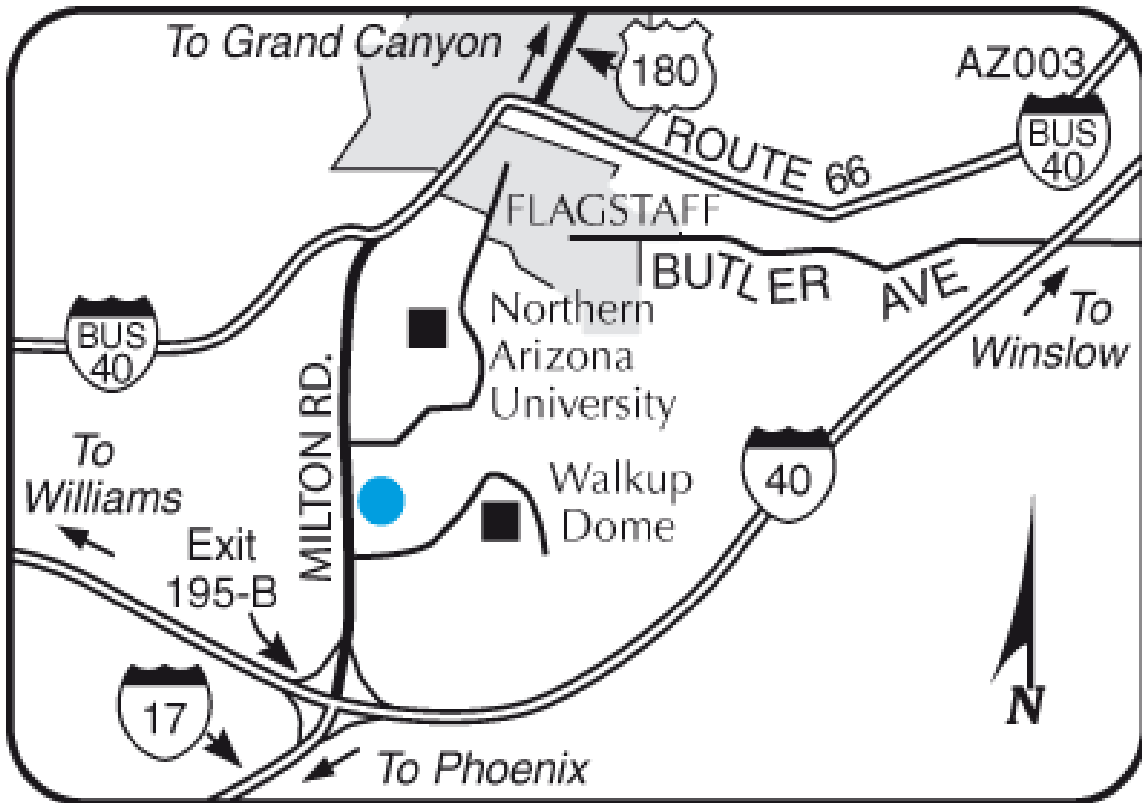 To Grand Canyon
180
AZ003
BUS
40
ROUTE 66
FLAGSTAFF
BUTLER AVE
To
Winslow
Northern
Arizona
University
BUS
40
MILTON RD.
To
Williams
Walkup
Dome
40
Exit
195-B
17
To Phoenix
N